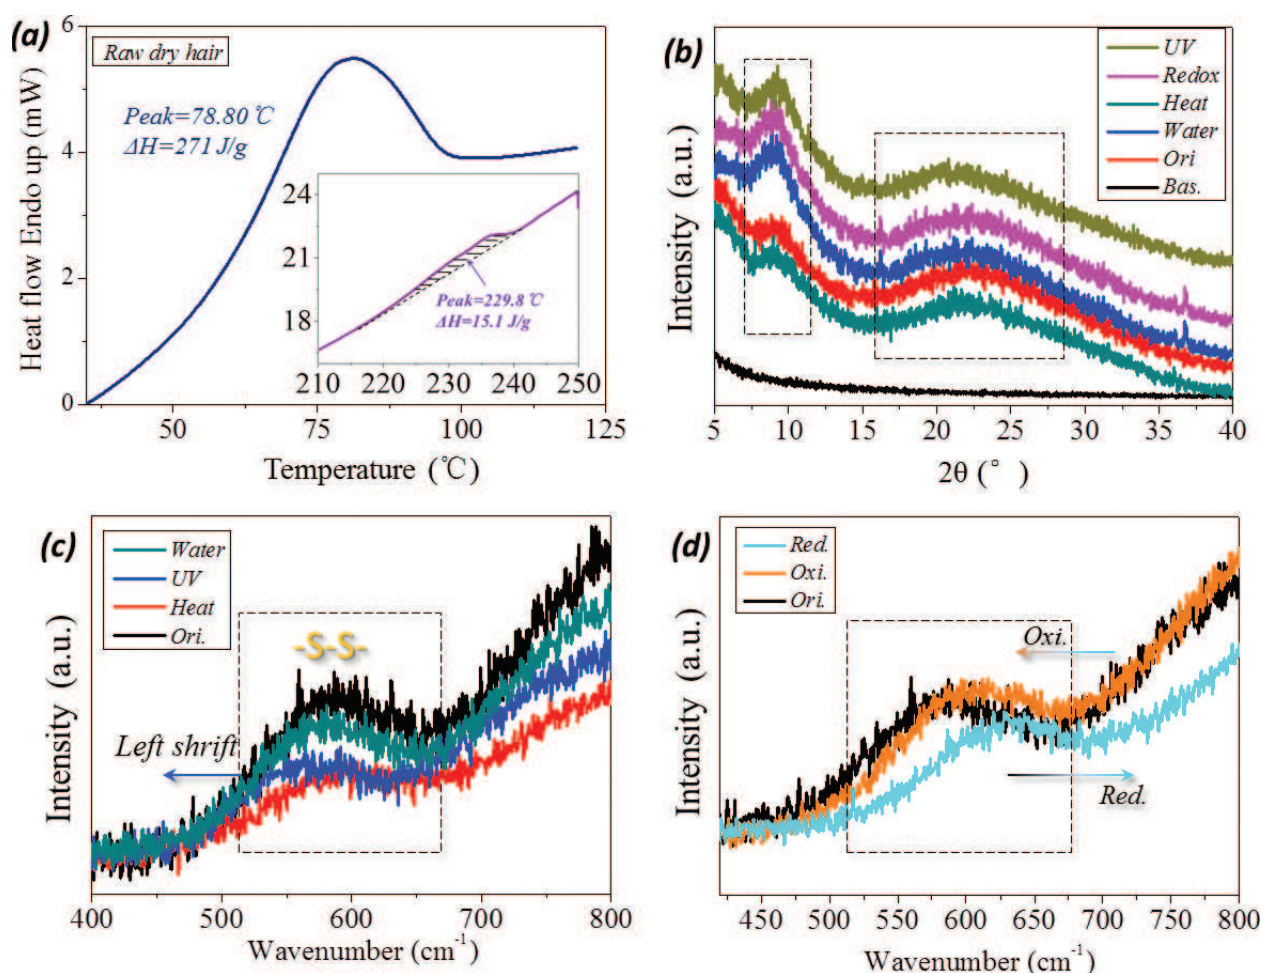 (a)
Raw dry hair
Peak=78.80 ℃
ΔH=271 J/g
Heat flow Endo up (mW)
6
4
2
0
50
75
100
125
Temperature (℃)
24
21
18
210
220
230
240
250
Peak=229.8 ℃
ΔH=15.1 J/g
(b)
UV
Redox
Heat
Water
Ori
Bas.
Intensity (a.u.)
5
10
15
20
25
30
35
40
2θ (°)
(c)
Water
UV
Heat
Ori.
-S-S-
Left shrift
Intensity (a.u.)
400
500
600
700
800
Wavenumber (cm⁻¹)
(d)
Red.
Oxi.
Ori.
Oxi.
Red.
Intensity (a.u.)
450
500
550
600
650
700
750
800
Wavenumber (cm⁻¹)